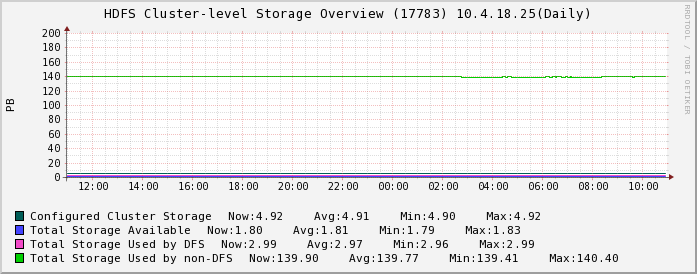 HDFS Cluster-level Storage Overview (17783) 10.4.18.25(Daily)
RRDTOOL / TOBI OETIKER
PB
200
180
160
140
120
100
80
60
40
20
0
12:00 14:00 16:00 18:00 20:00 22:00 00:00 02:00 04:00 06:00 08:00 10:00
Configured Cluster Storage Now:4.92 Avg:4.91 Min:4.90 Max:4.92
Total Storage Available Now:1.80 Avg:1.81 Min:1.79 Max:1.83
Total Storage Used by DFS Now:2.99 Avg:2.97 Min:2.96 Max:2.99
Total Storage Used by non-DFS Now:139.90 Avg:139.77 Min:139.41 Max:140.40